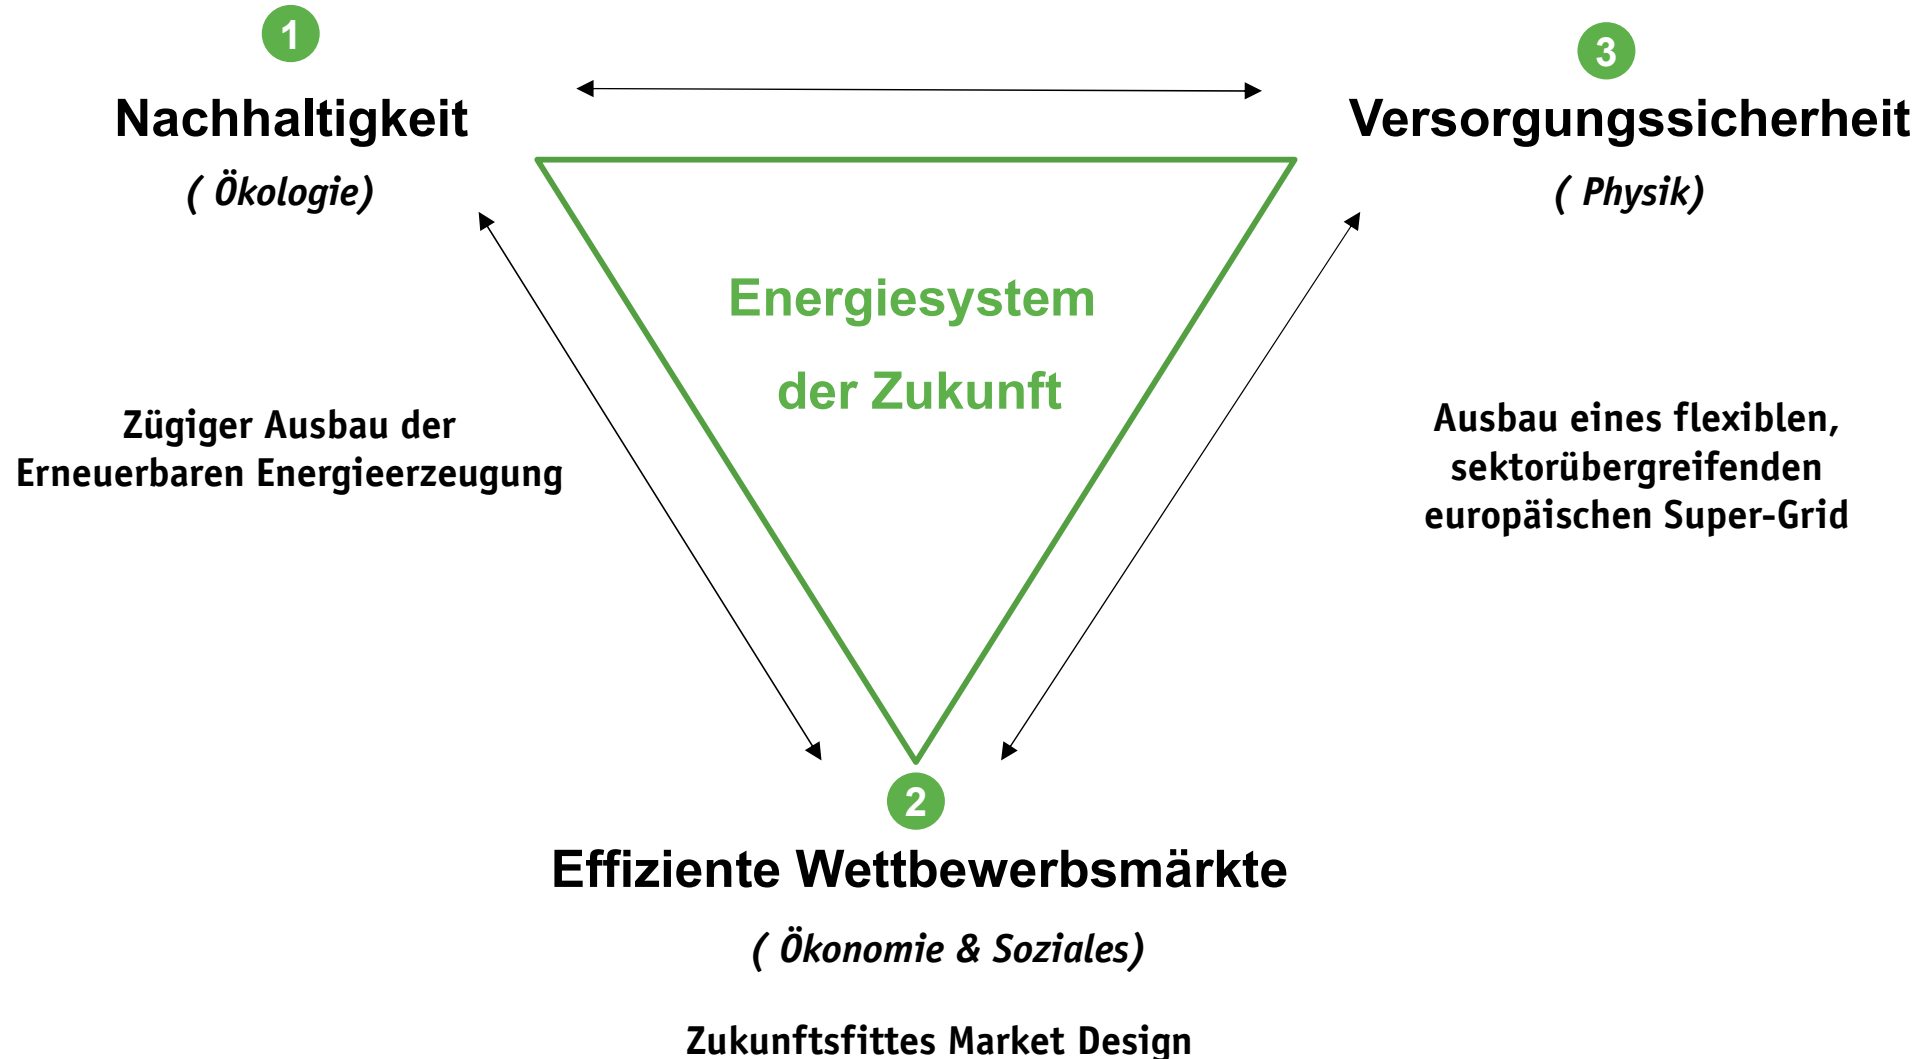 1
Nachhaltigkeit
( Ökologie)
3
Versorgungssicherheit
( Physik)
Energiesystem
der Zukunft
Zügiger Ausbau der
Erneuerbaren Energieerzeugung
Ausbau eines flexiblen,
sektorübergreifenden
europäischen Super-Grid
2
Effiziente Wettbewerbsmärkte
( Ökonomie & Soziales)
Zukunftsfittes Market Design